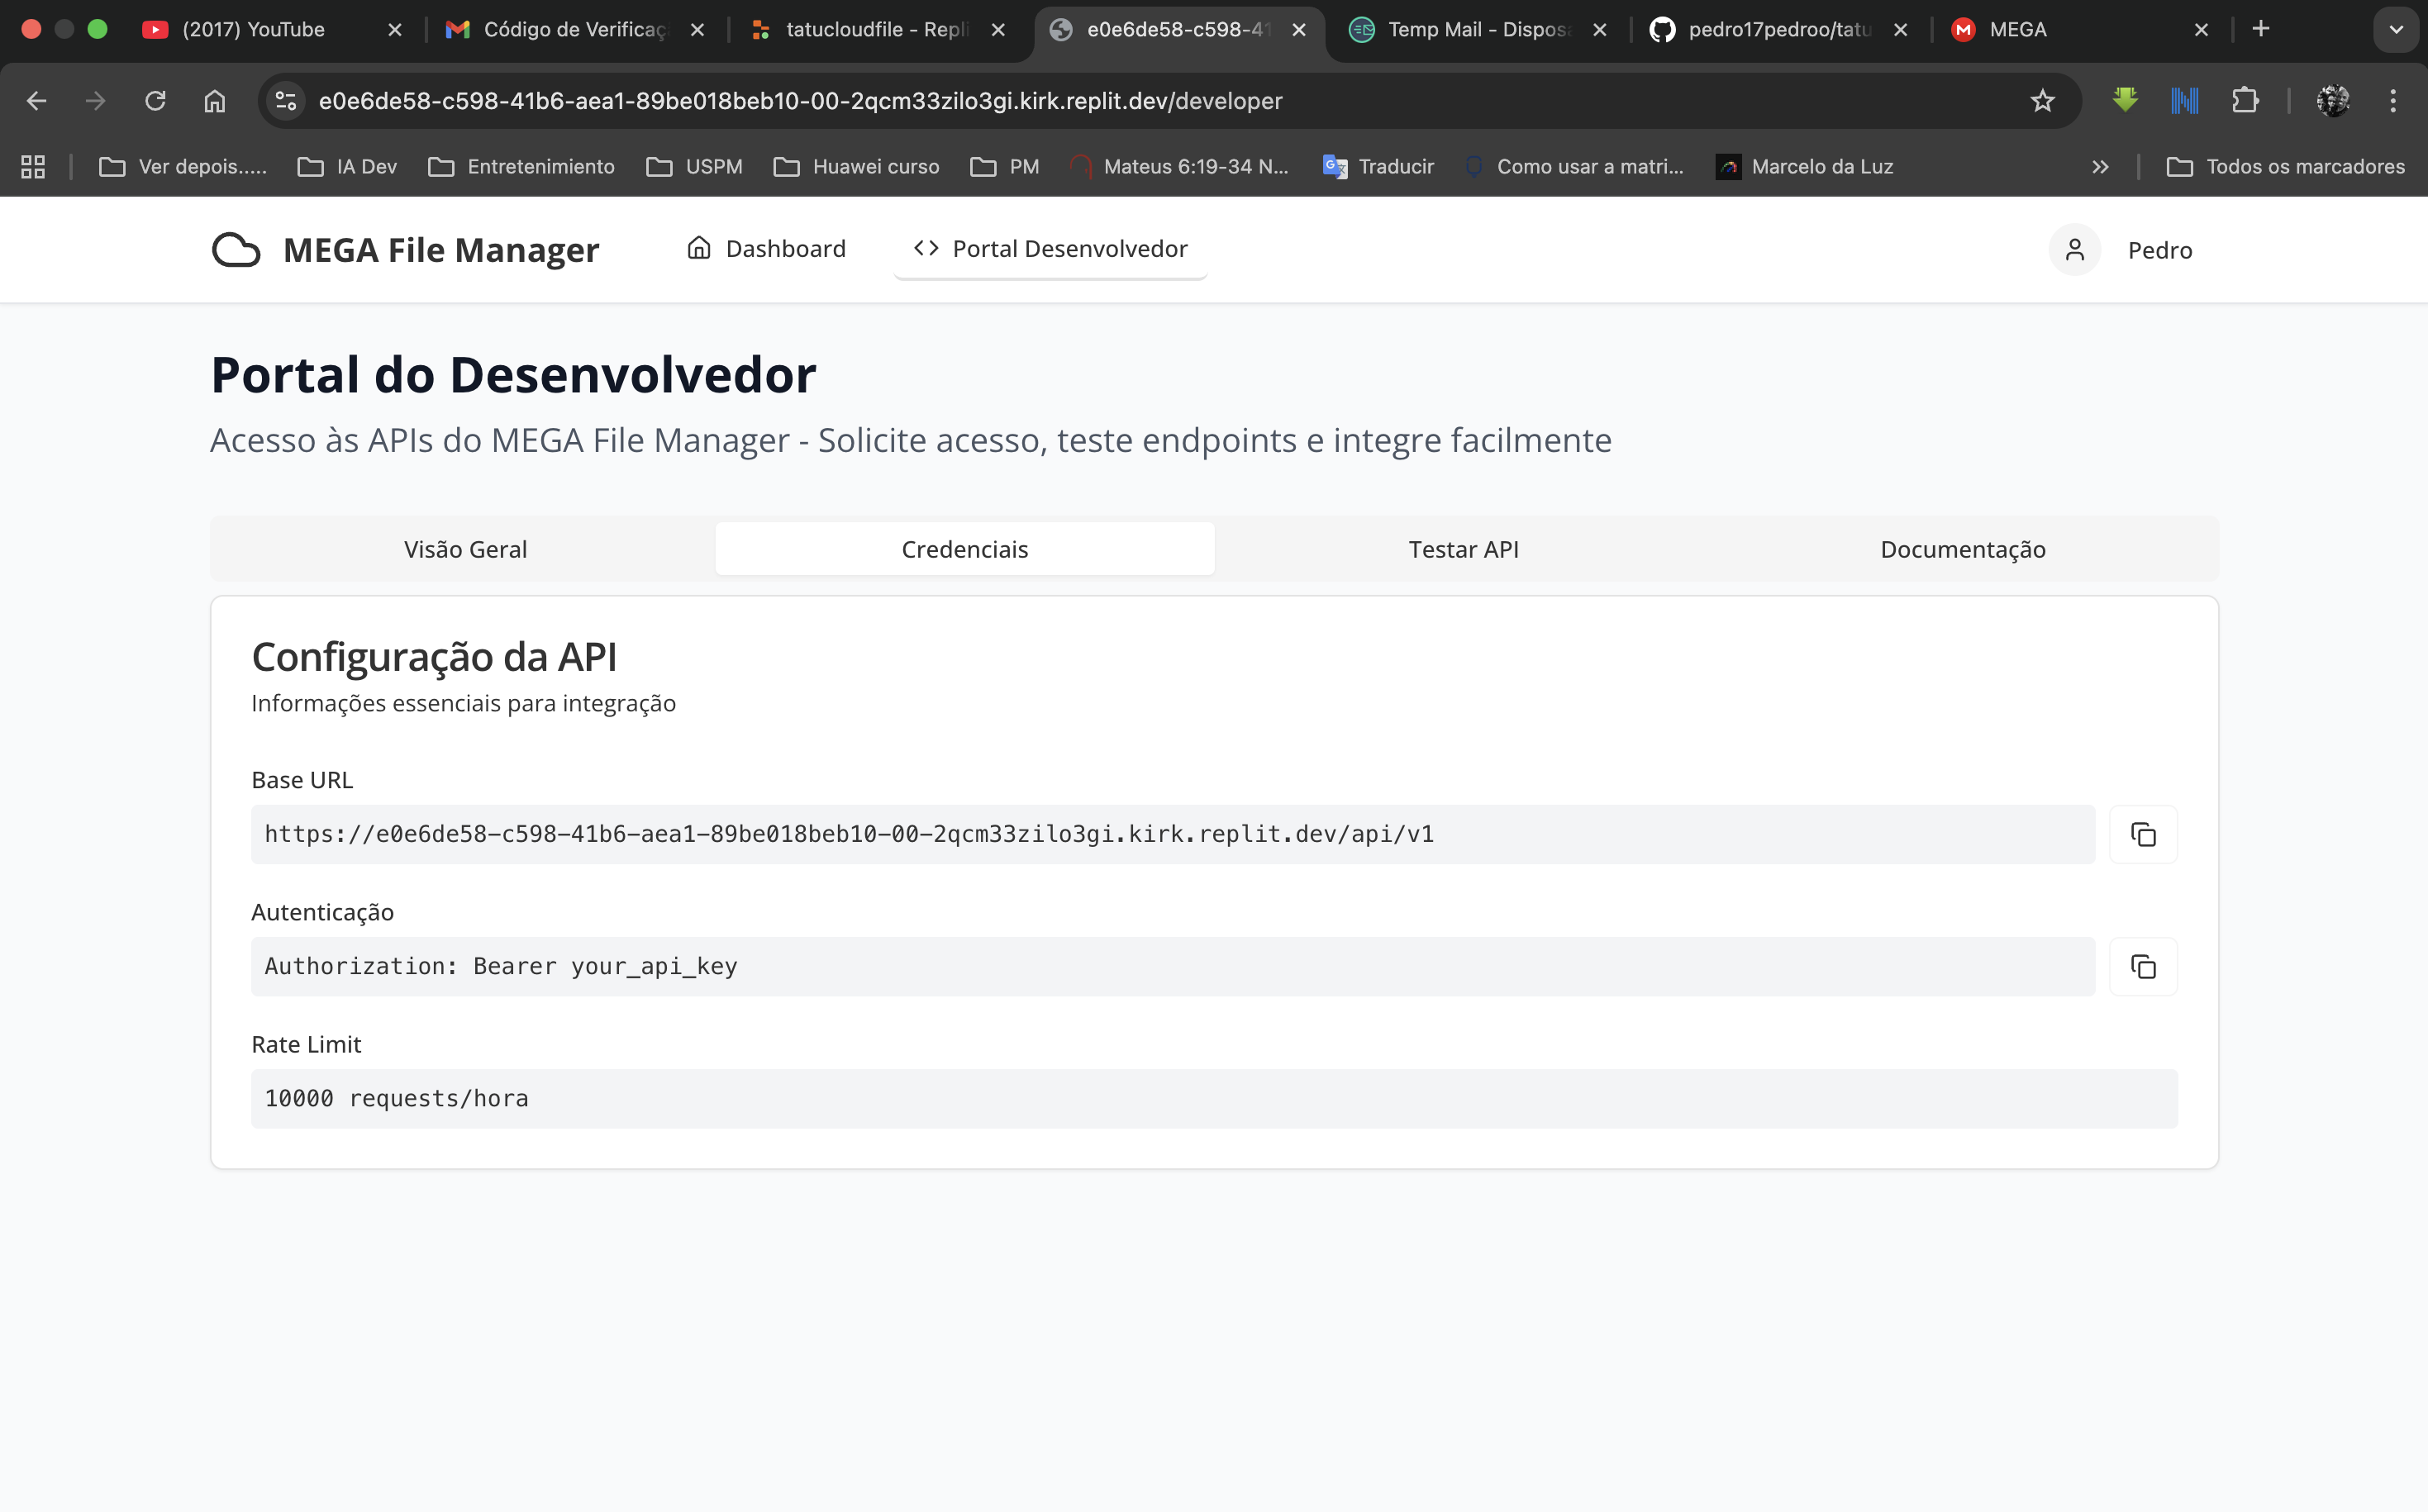 (2017) YouTube
Código de Verificaç
tatucloudfile - Repli
e0e6de58-c598-41
Temp Mail - Disposa
pedro17pedroo/tatu
MEGA
e0e6de58-c598-41b6-aea1-89be018beb10-00-2qcm33zilo3gi.kirk.replit.dev/developer
Ver depois.....
IA Dev
Entretenimiento
USPM
Huawei curso
PM
Mateus 6:19-34 N...
Traducir
Como usar a matri...
Marcelo da Luz
Todos os marcadores
MEGA File Manager
Dashboard
Portal Desenvolvedor
Pedro
Portal do Desenvolvedor
Acesso às APIs do MEGA File Manager - Solicite acesso, teste endpoints e integre facilmente
Visão Geral
Credenciais
Testar API
Documentação
Configuração da API
Informações essenciais para integração
Base URL
https://e0e6de58-c598-41b6-aea1-89be018beb10-00-2qcm33zilo3gi.kirk.replit.dev/api/v1
Autenticação
Authorization: Bearer your_api_key
Rate Limit
10000 requests/hora